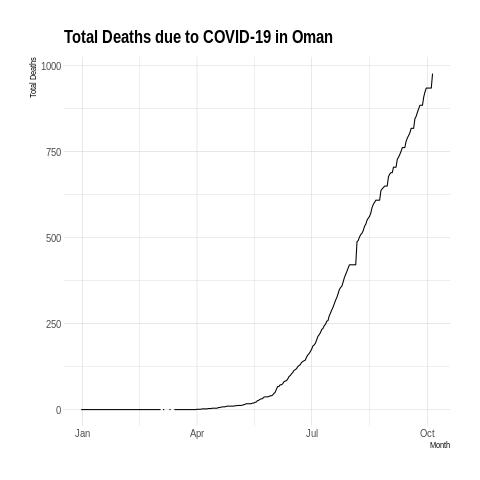 Total Deaths due to COVID-19 in Oman
Total Deaths
1000
750
500
250
0
Jan Apr Jul Oct
Month